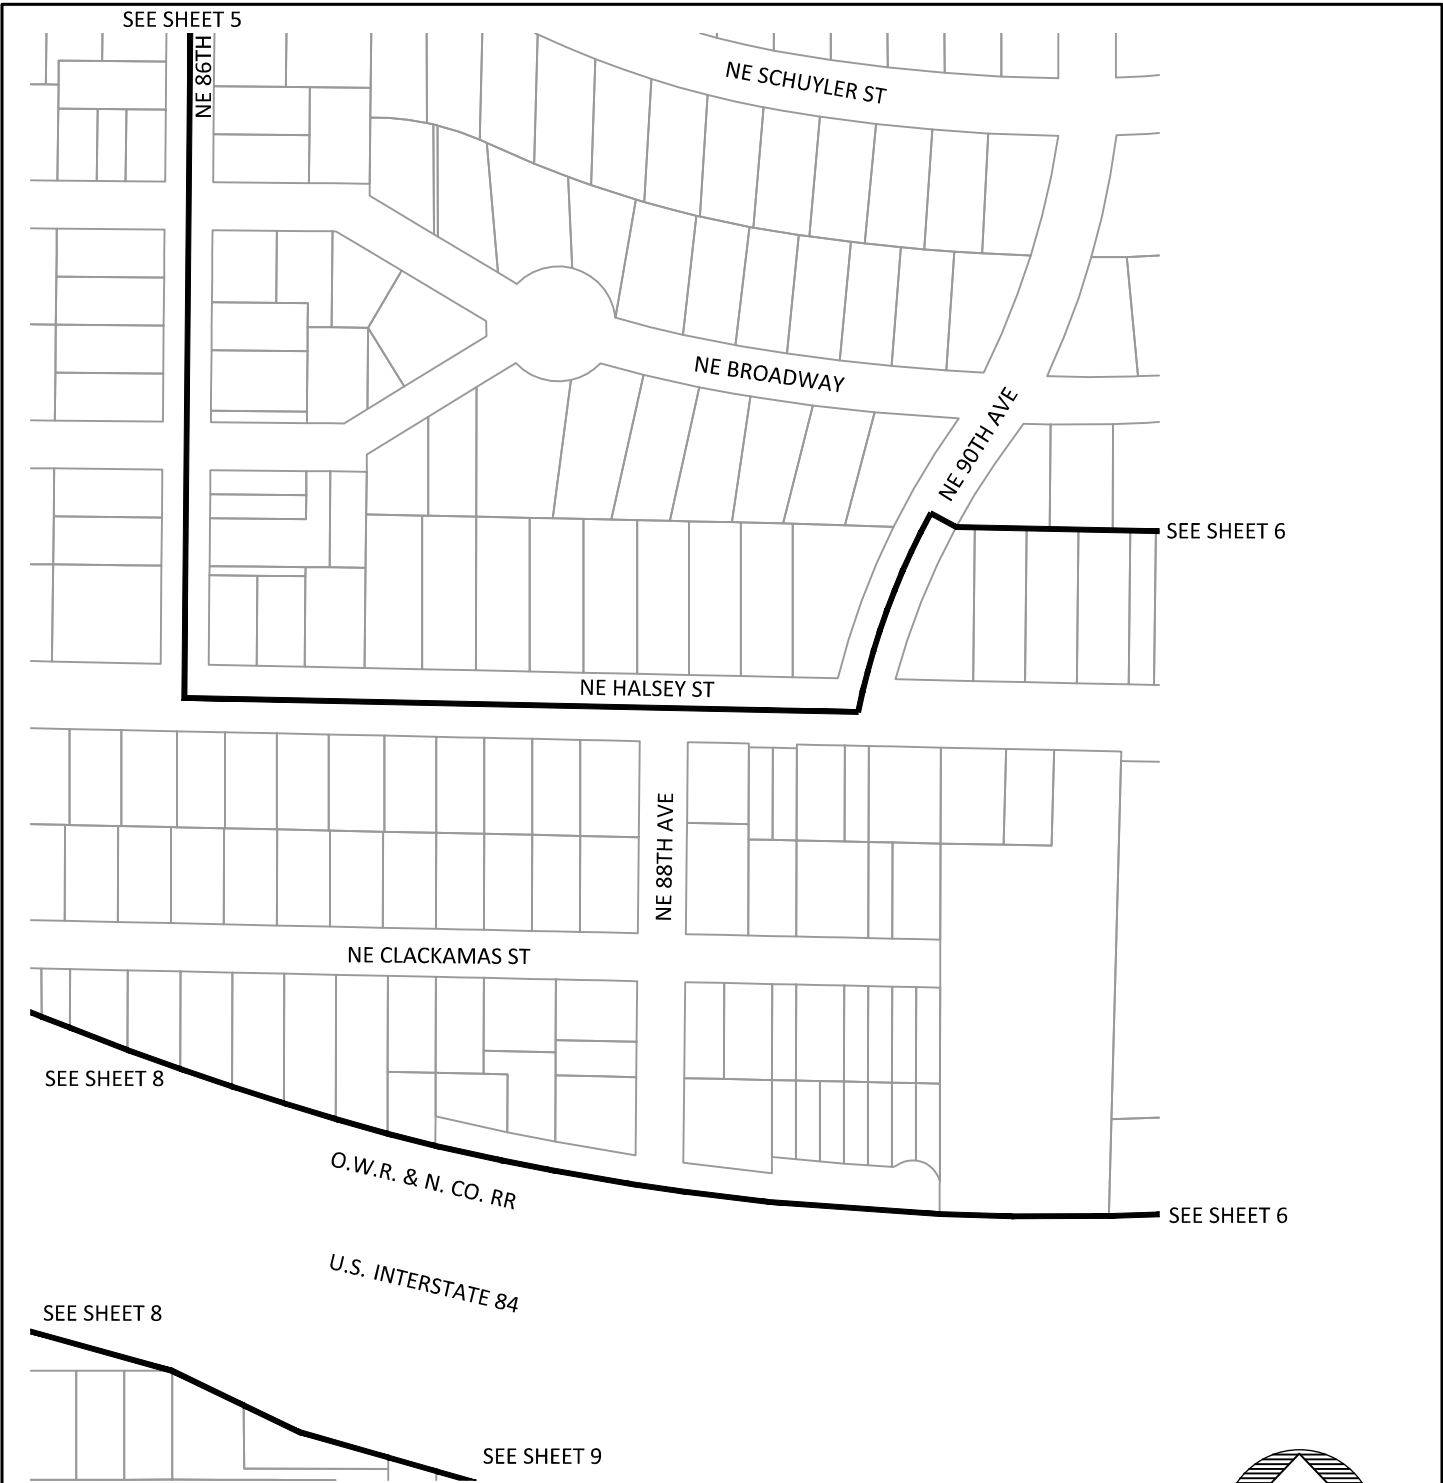 SEE SHEET 5
NE 86TH
NE SCHUYLER ST
NE BROADWAY
NE 90TH AVE
SEE SHEET 6
NE HALSEY ST
NE 88TH AVE
NE CLACKAMAS ST
SEE SHEET 8
O.W.R. & N. CO. RR
SEE SHEET 6
U.S. INTERSTATE 84
SEE SHEET 8
SEE SHEET 9